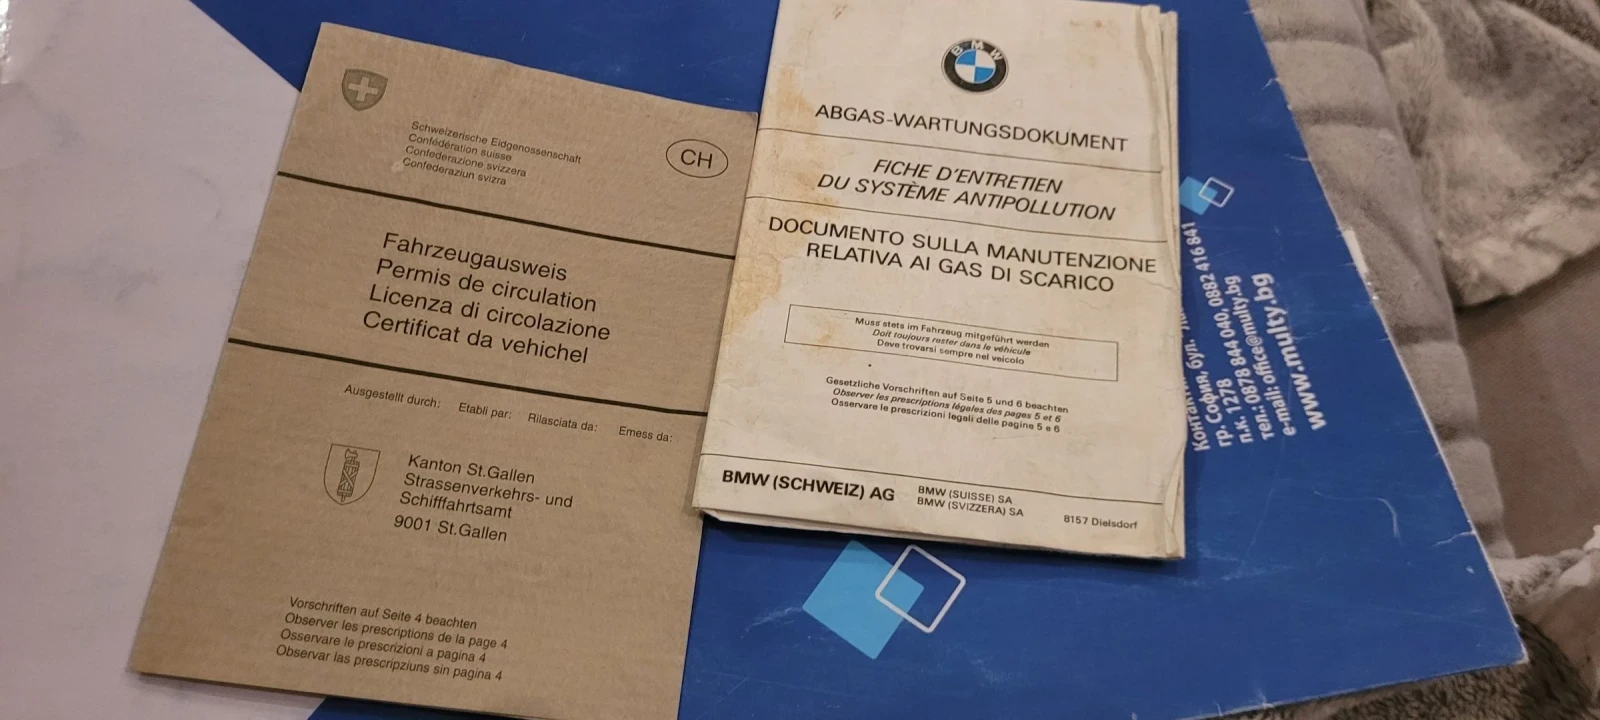 Schweizerische Eidgenossenschaft
Confédération suisse
Confederazione svizzera
Confederaziun svizra
CH
Fahrzeugausweis
Permis de circulation
Licenza di circolazione
Certificat da vehichel
Ausgestellt durch: Etabli par: Rilasciata da: Emess da:
Kanton St.Gallen
Strassenverkehrs- und
Schifffahrtsamt
9001 St.Gallen
Vorschriften auf Seite 4 beachten
Observer les prescriptions de la page 4
Osservare le prescrizioni a pagina 4
Observar las prescripziuns sin pagina 4
BMW
ABGAS-WARTUNGSDOKUMENT
FICHE D'ENTRETIEN
DU SYSTÈME ANTIPOLLUTION
DOCUMENTO SULLA MANUTENZIONE
RELATIVA AI GAS DI SCARICO
Muss stets im Fahrzeug mitgeführt werden
Doit toujours rester dans le véhicule
Deve trovarsi sempre nel veicolo
Gesetzliche Vorschriften auf Seite 5 und 6 beachten
Observer les prescriptions légales des pages 5 et 6
Osservare le prescrizioni legali delle pagine 5 e 6
BMW (SCHWEIZ) AG
BMW (SUISSE) SA
BMW (SVIZZERA) SA
8157 Dielsdorf
гр. София, бул.
п.к. 1278
тел.: 0878 844 040, 0882 416 841
e-mail: office@multy.bg
www.multy.bg